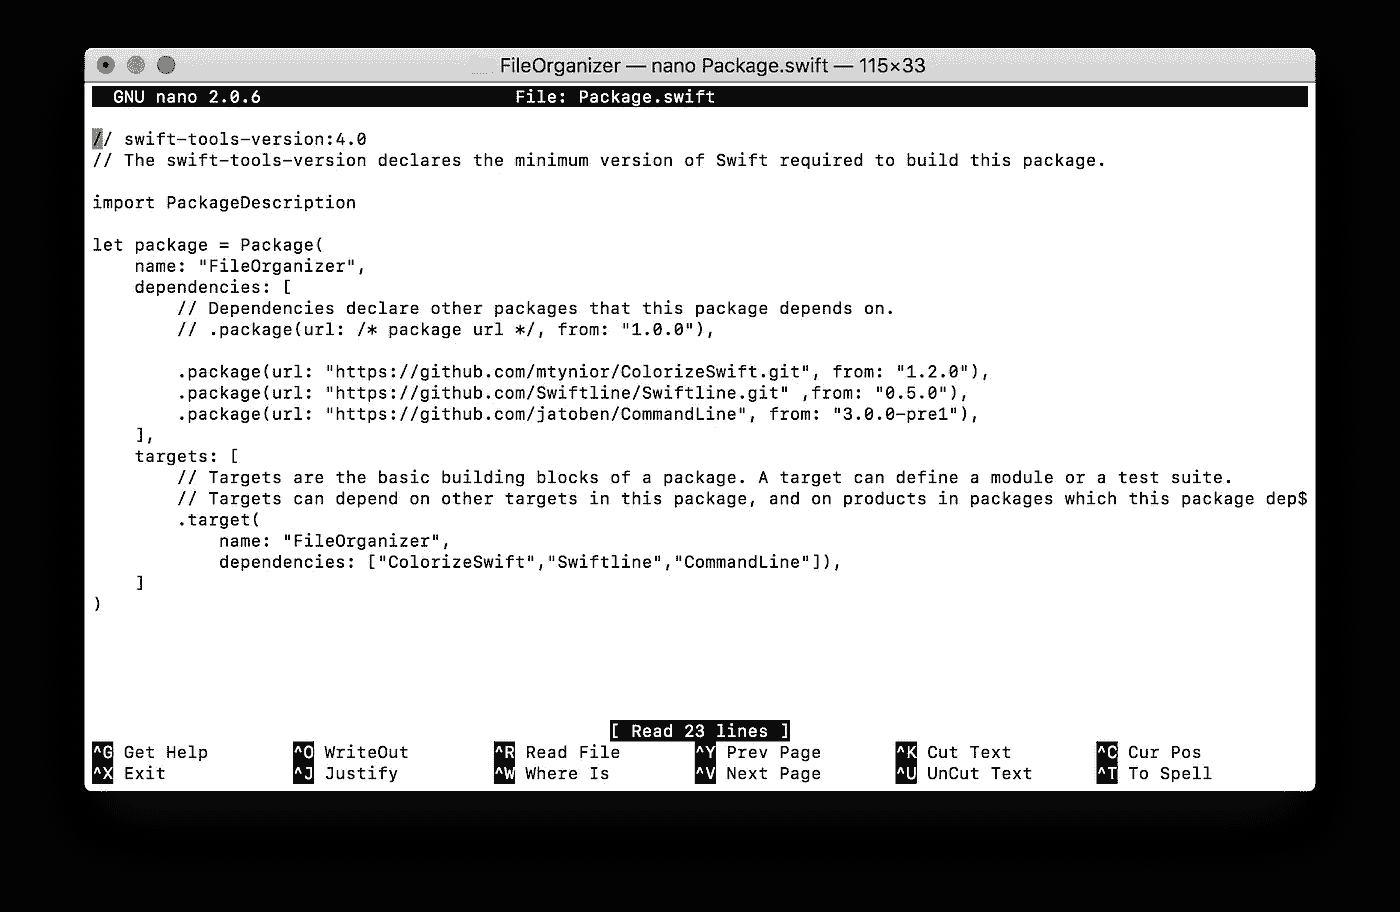 FileOrganizer — nano Package.swift — 115×33
GNU nano 2.0.6 File: Package.swift
// swift-tools-version:4.0
// The swift-tools-version declares the minimum version of Swift required to build this package.
import PackageDescription
let package = Package(
    name: "FileOrganizer",
    dependencies: [
        // Dependencies declare other packages that this package depends on.
        // .package(url: /* package url */, from: "1.0.0"),
        .package(url: "https://github.com/mtynior/ColorizeSwift.git", from: "1.2.0"),
        .package(url: "https://github.com/Swiftline/Swiftline.git" ,from: "0.5.0"),
        .package(url: "https://github.com/jatoben/CommandLine", from: "3.0.0-pre1"),
    ],
    targets: [
        // Targets are the basic building blocks of a package. A target can define a module or a test suite.
        // Targets can depend on other targets in this package, and on products in packages which this package dep$
        .target(
            name: "FileOrganizer",
            dependencies: ["ColorizeSwift","Swiftline","CommandLine"]),
    ]
)
[ Read 23 lines ]
^G Get Help ^O WriteOut ^R Read File ^Y Prev Page ^K Cut Text ^C Cur Pos
^X Exit ^J Justify ^W Where Is ^V Next Page ^U UnCut Text ^T To Spell